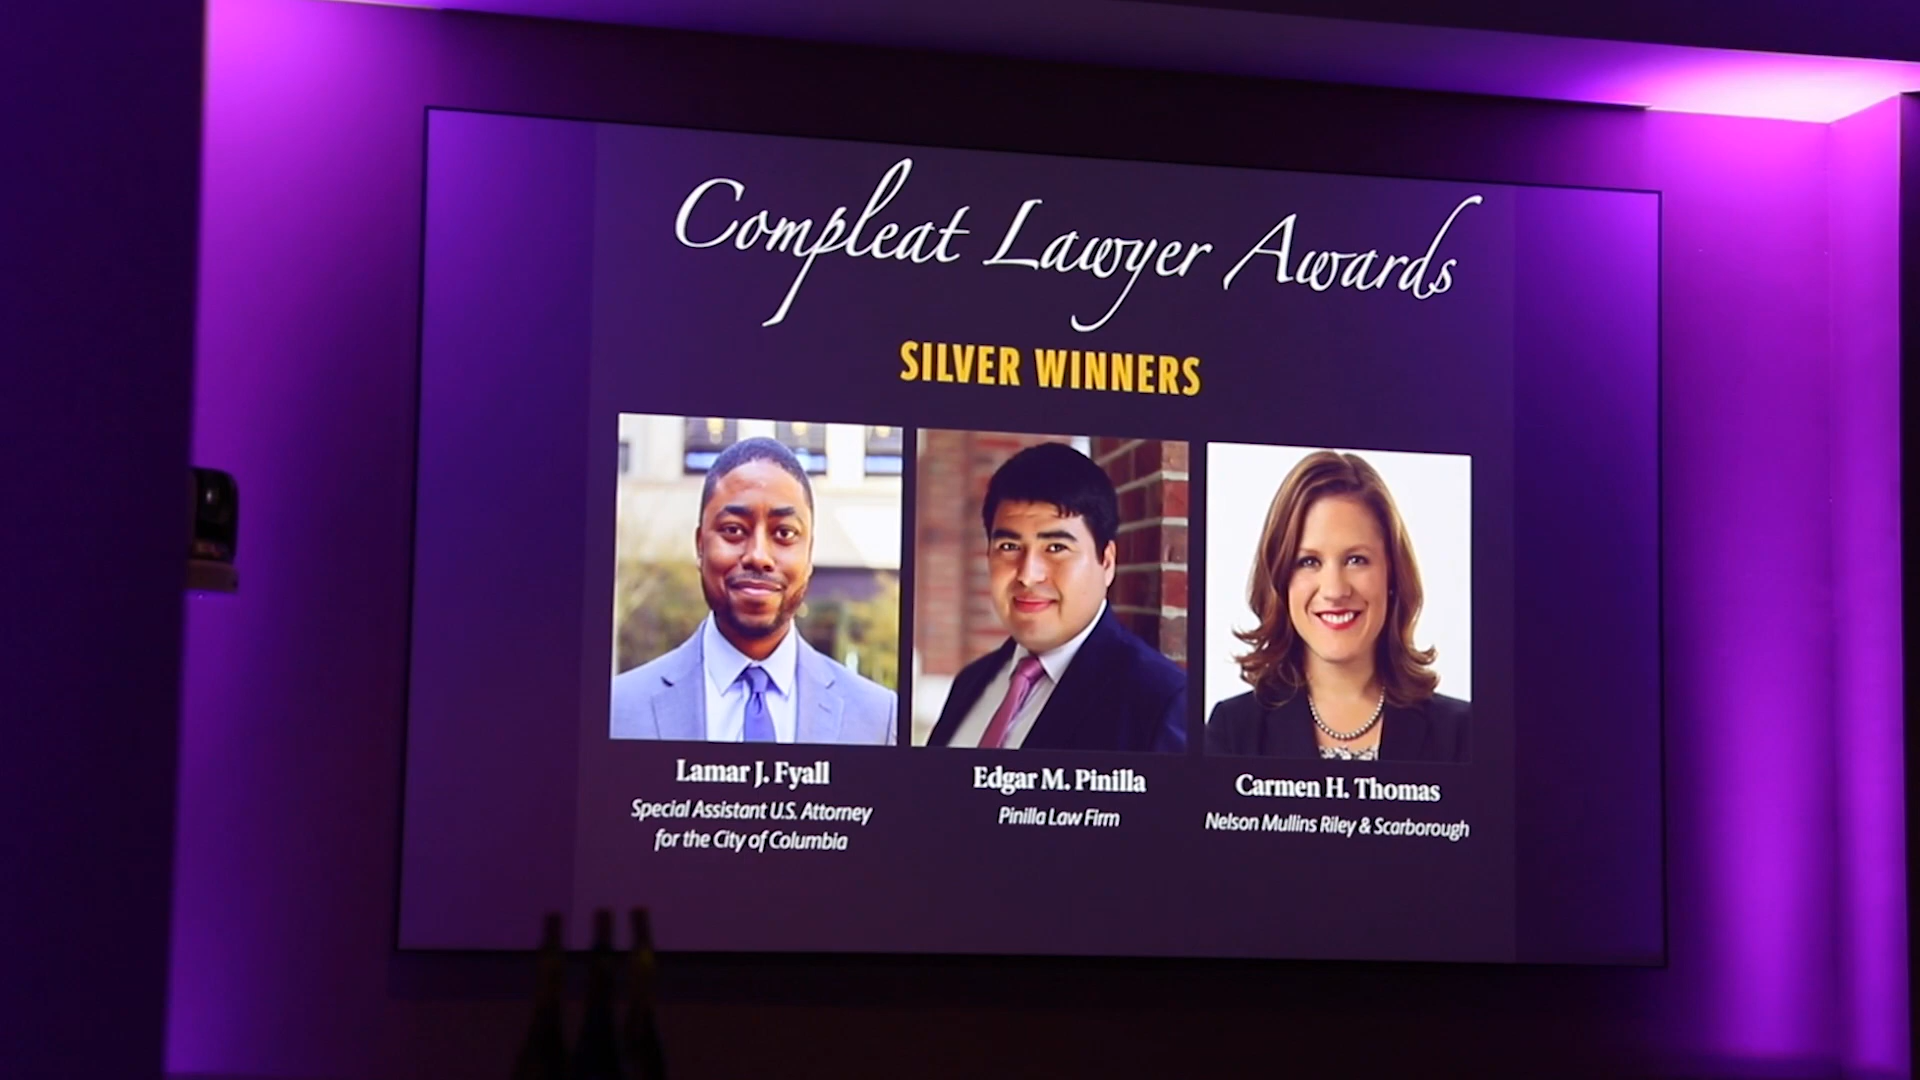 Compleat Lawyer Awards
SILVER WINNERS
Lamar J. Fyall
Special Assistant U.S. Attorney
for the City of Columbia
Edgar M. Pinilla
Pinilla Law Firm
Carmen H. Thomas
Nelson Mullins Riley & Scarborough